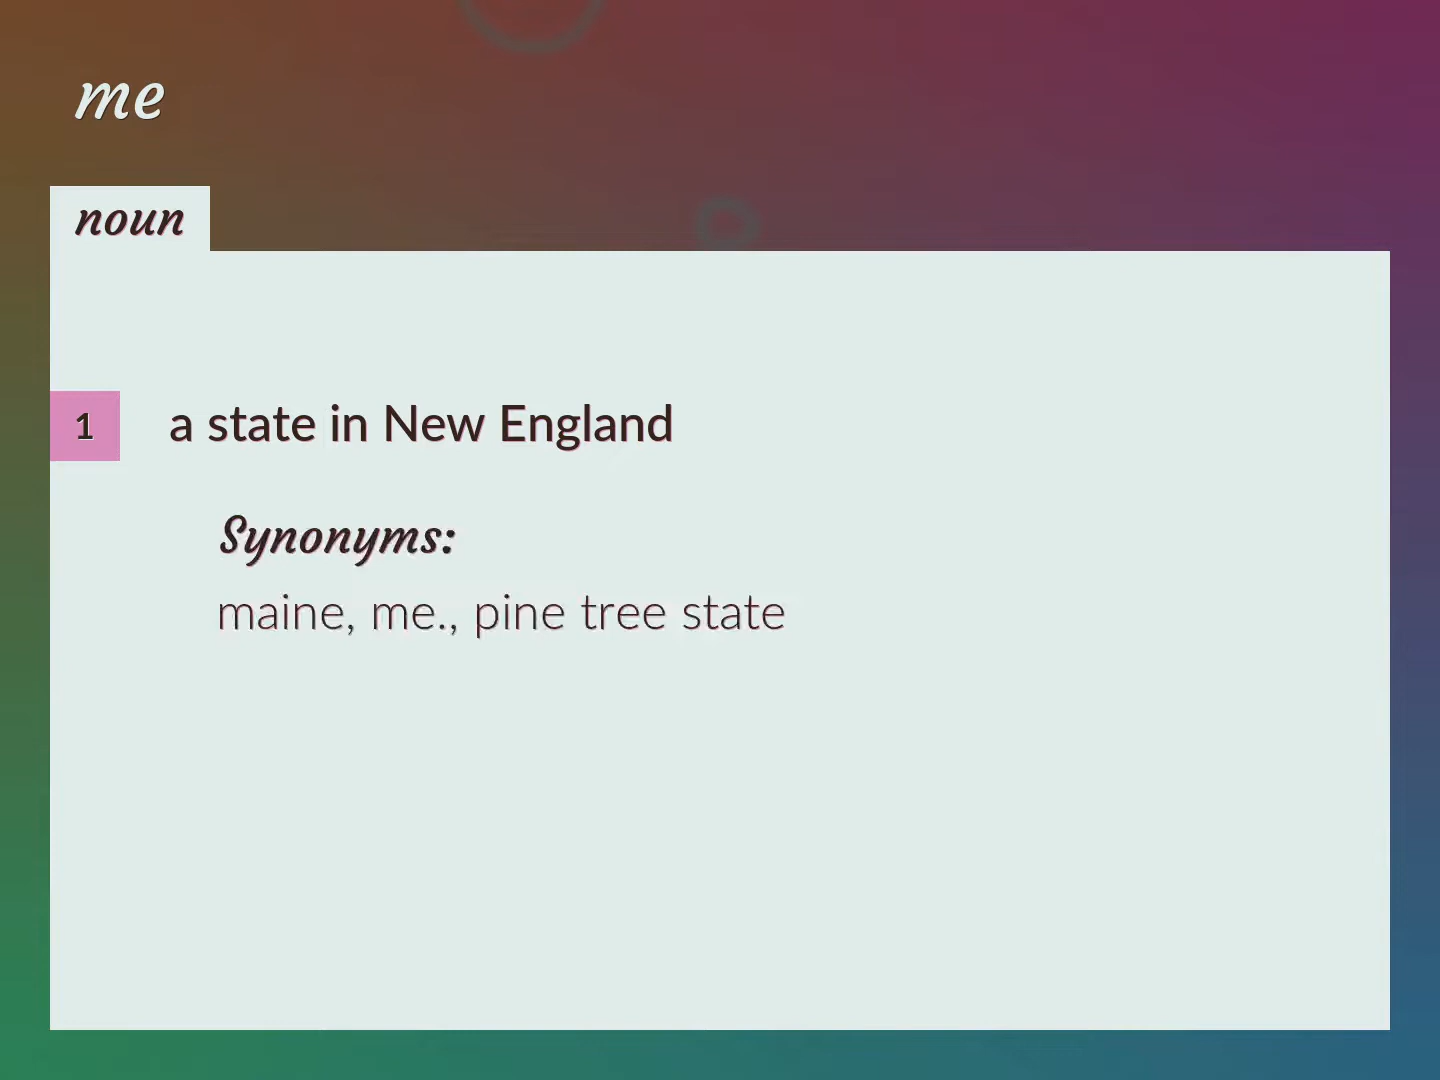 me
noun
1 a state in New England
Synonyms:
maine, me., pine tree state